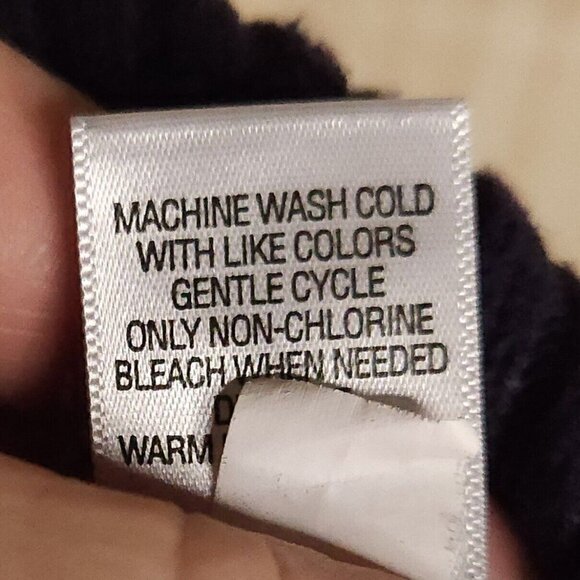 MACHINE WASH COLD
WITH LIKE COLORS
GENTLE CYCLE
ONLY NON-CHLORINE
BLEACH WHEN NEEDED
WARM